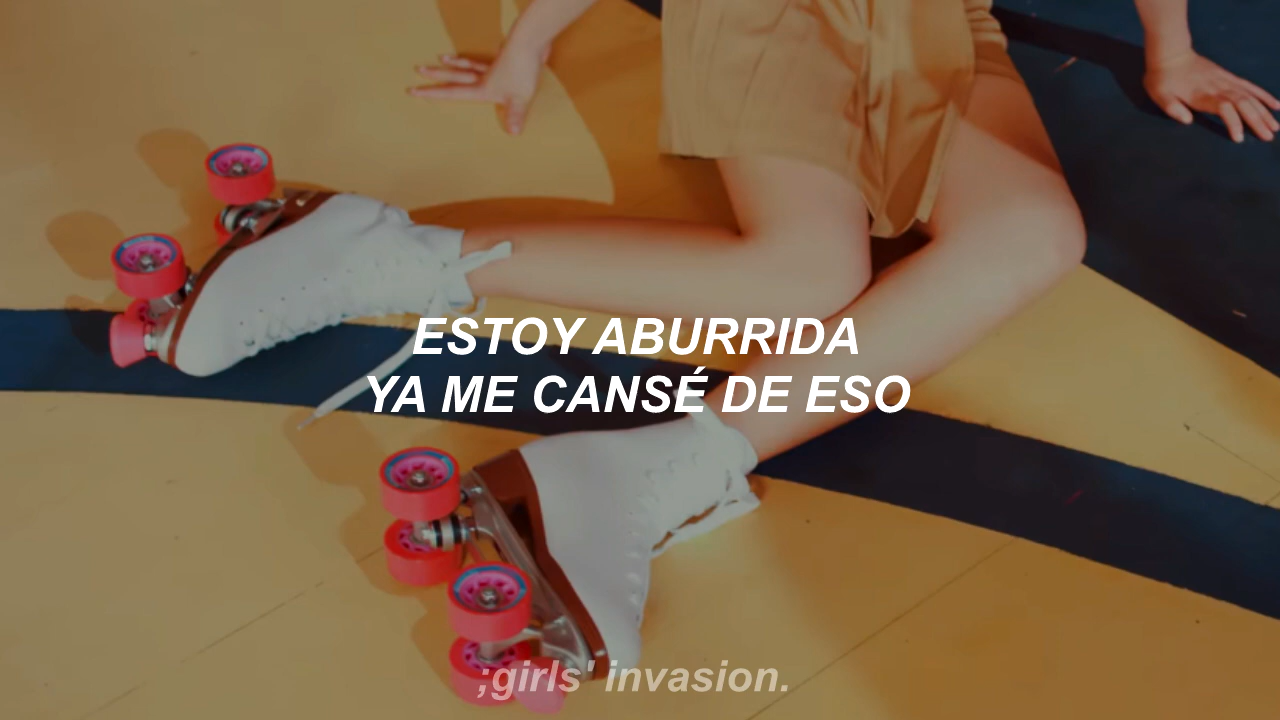 ESTOY ABURRIDA
YA ME CANSÉ DE ESO
;girls' invasion.